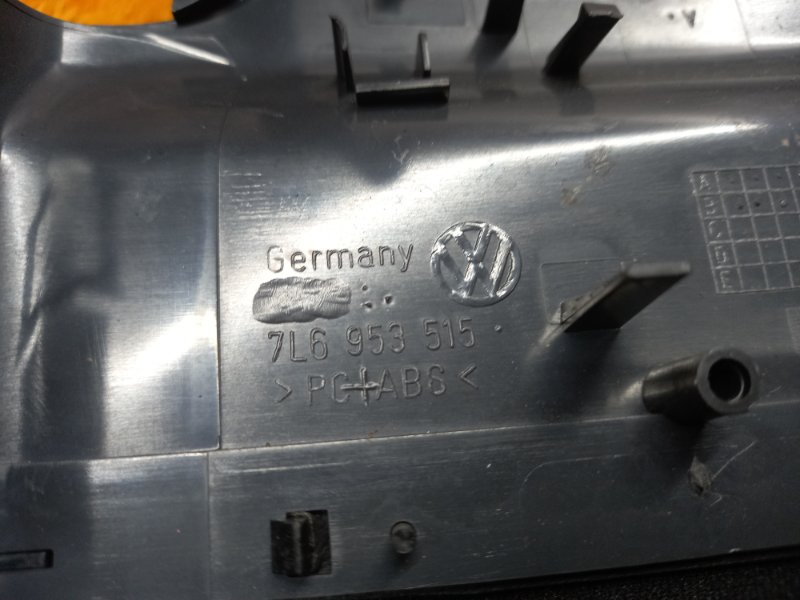 Germany
7L6 953 515
>PC+ABS<